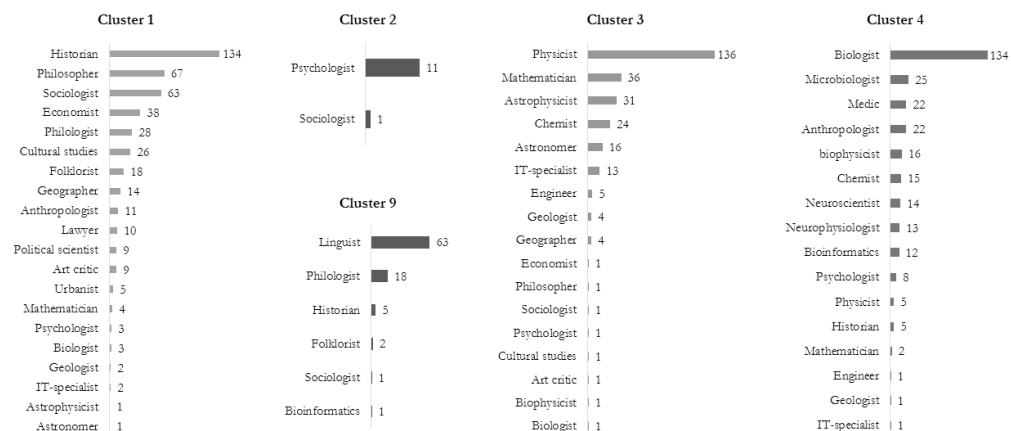 Cluster 1
Historian 134
Philosopher 67
Sociologist 63
Economist 38
Philologist 28
Cultural studies 26
Folklorist 18
Geographer 14
Anthropologist 11
Lawyer 10
Political scientist 9
Art critic 9
Urbanist 5
Mathematician 4
Psychologist 3
Biologist 3
Geologist 2
IT-specialist 2
Astrophysicist 1
Astronomer 1
Cluster 2
Psychologist 11
Sociologist 1
Cluster 9
Linguist 63
Philologist 18
Historian 5
Folklorist 2
Sociologist 1
Bioinformatics 1
Cluster 3
Physicist 136
Mathematician 36
Astrophysicist 31
Chemist 24
Astronomer 16
IT-specialist 13
Engineer 5
Geologist 4
Geographer 4
Economist 1
Philosopher 1
Sociologist 1
Psychologist 1
Cultural studies 1
Art critic 1
Biophysicist 1
Biologist 1
Cluster 4
Biologist 134
Microbiologist 25
Medic 22
Anthropologist 22
biophysicist 16
Chemist 15
Neuroscientist 14
Neurophysiologist 13
Bioinformatics 12
Psychologist 8
Physicist 5
Historian 5
Mathematician 2
Engineer 1
Geologist 1
IT-specialist 1